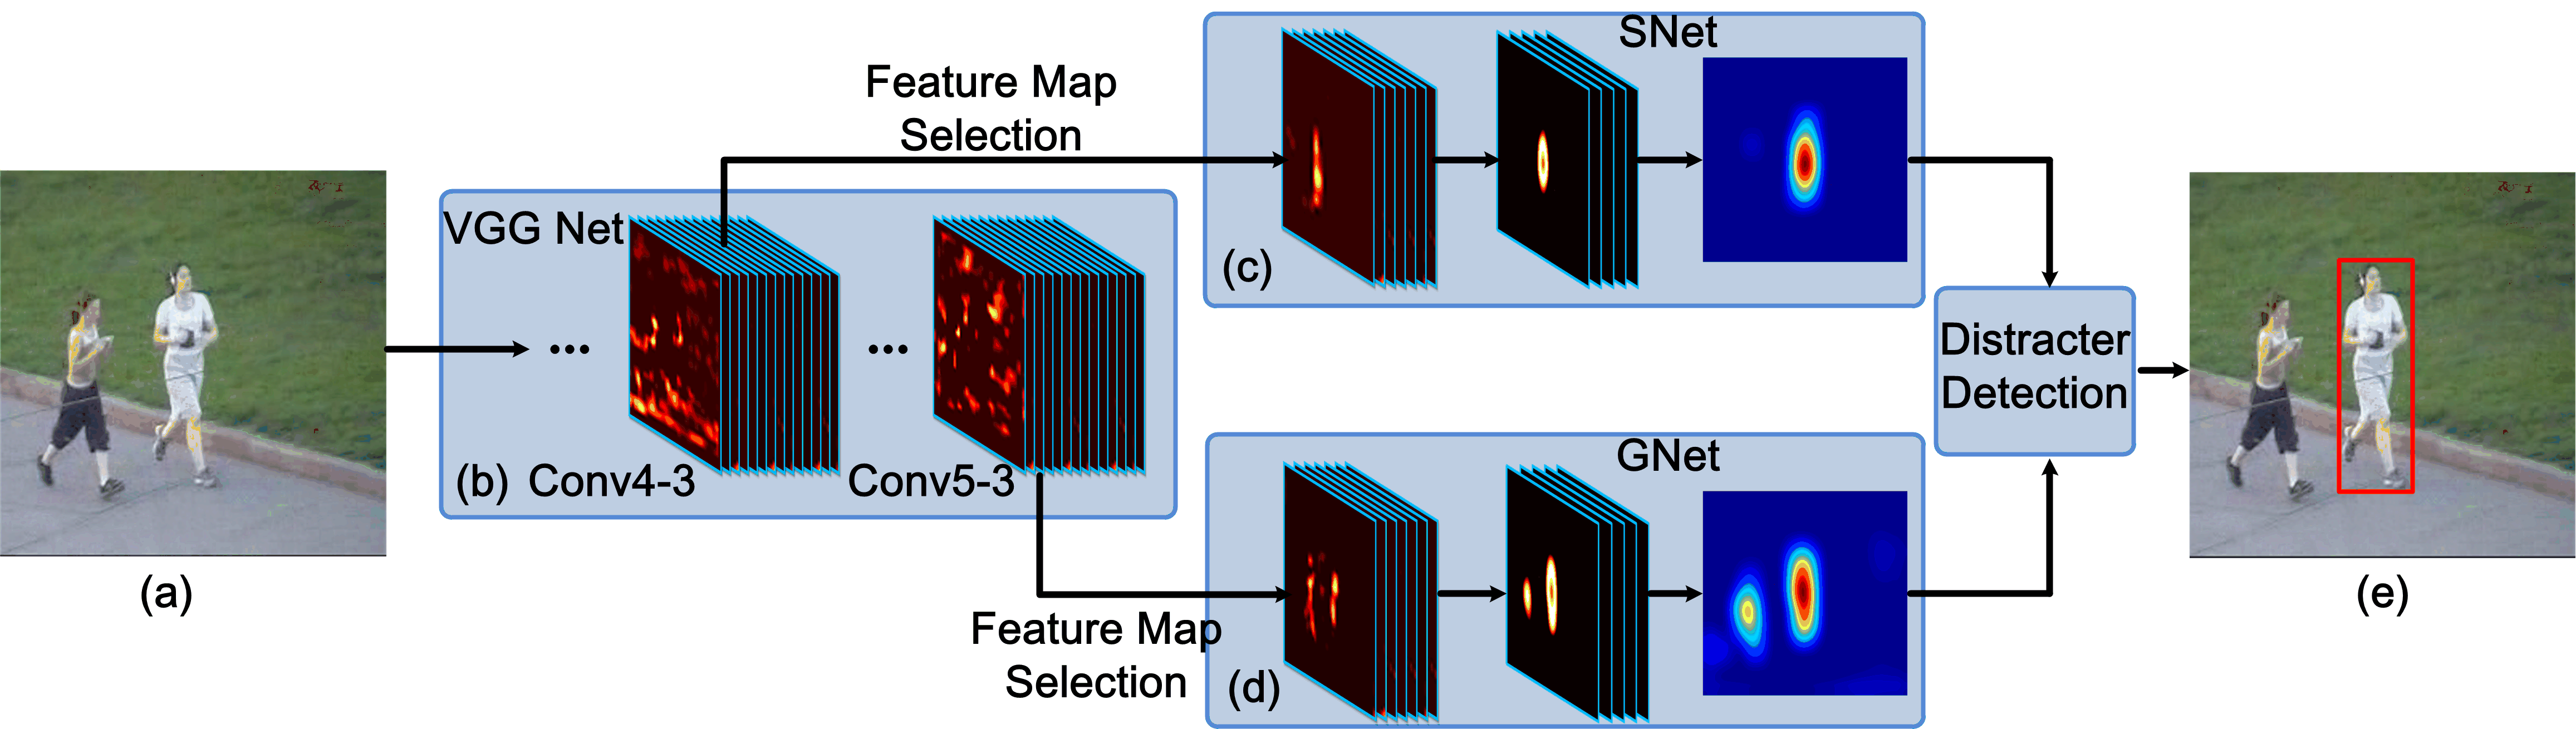 SNet
Feature Map
Selection
(c)
VGG Net
(b) Conv4-3
Conv5-3
Distracter
Detection
(a)
GNet
Feature Map
Selection
(d)
(e)